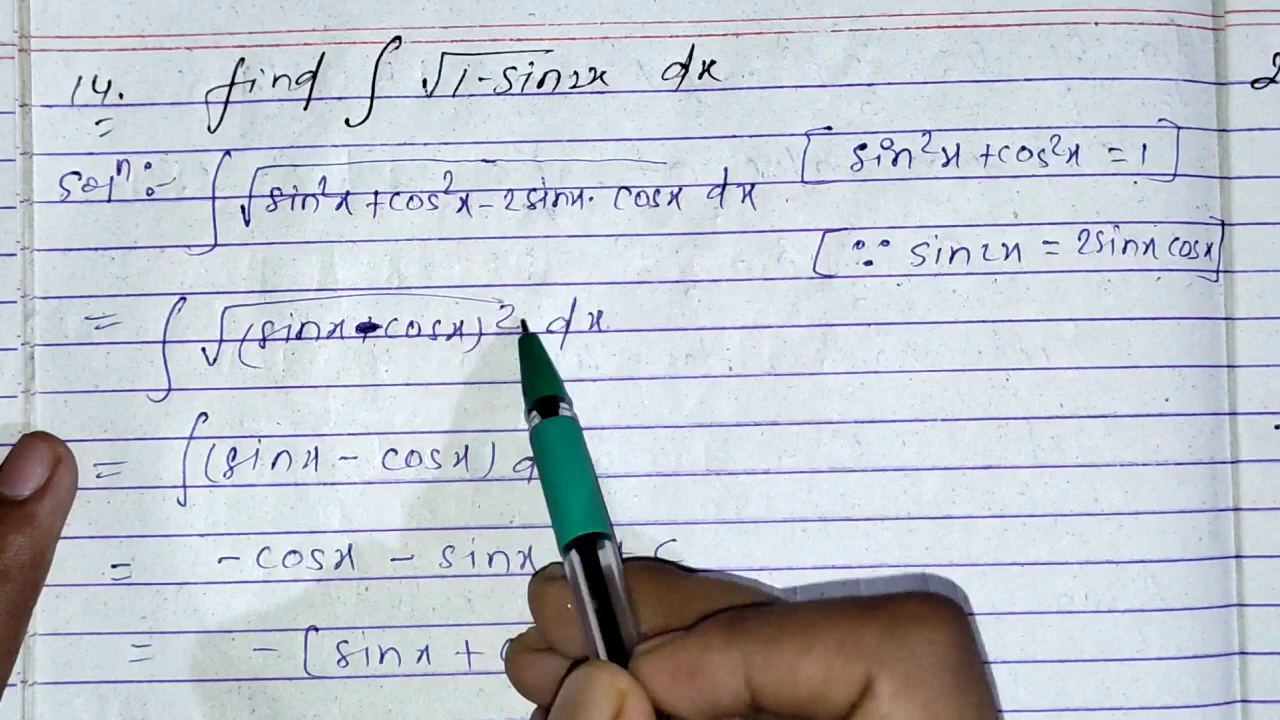 14. find ∫ √1-sin2x dx
Solⁿ:- ∫ √sin²x + cos²x - 2sinx. cosx dx [sin²x + cos²x = 1]
[∵ sin2x = 2sinx cosx]
= ∫ √(sinx - cosx)² dx
= ∫ (sinx - cosx)
= -cosx - sinx + c
= - [sinx +